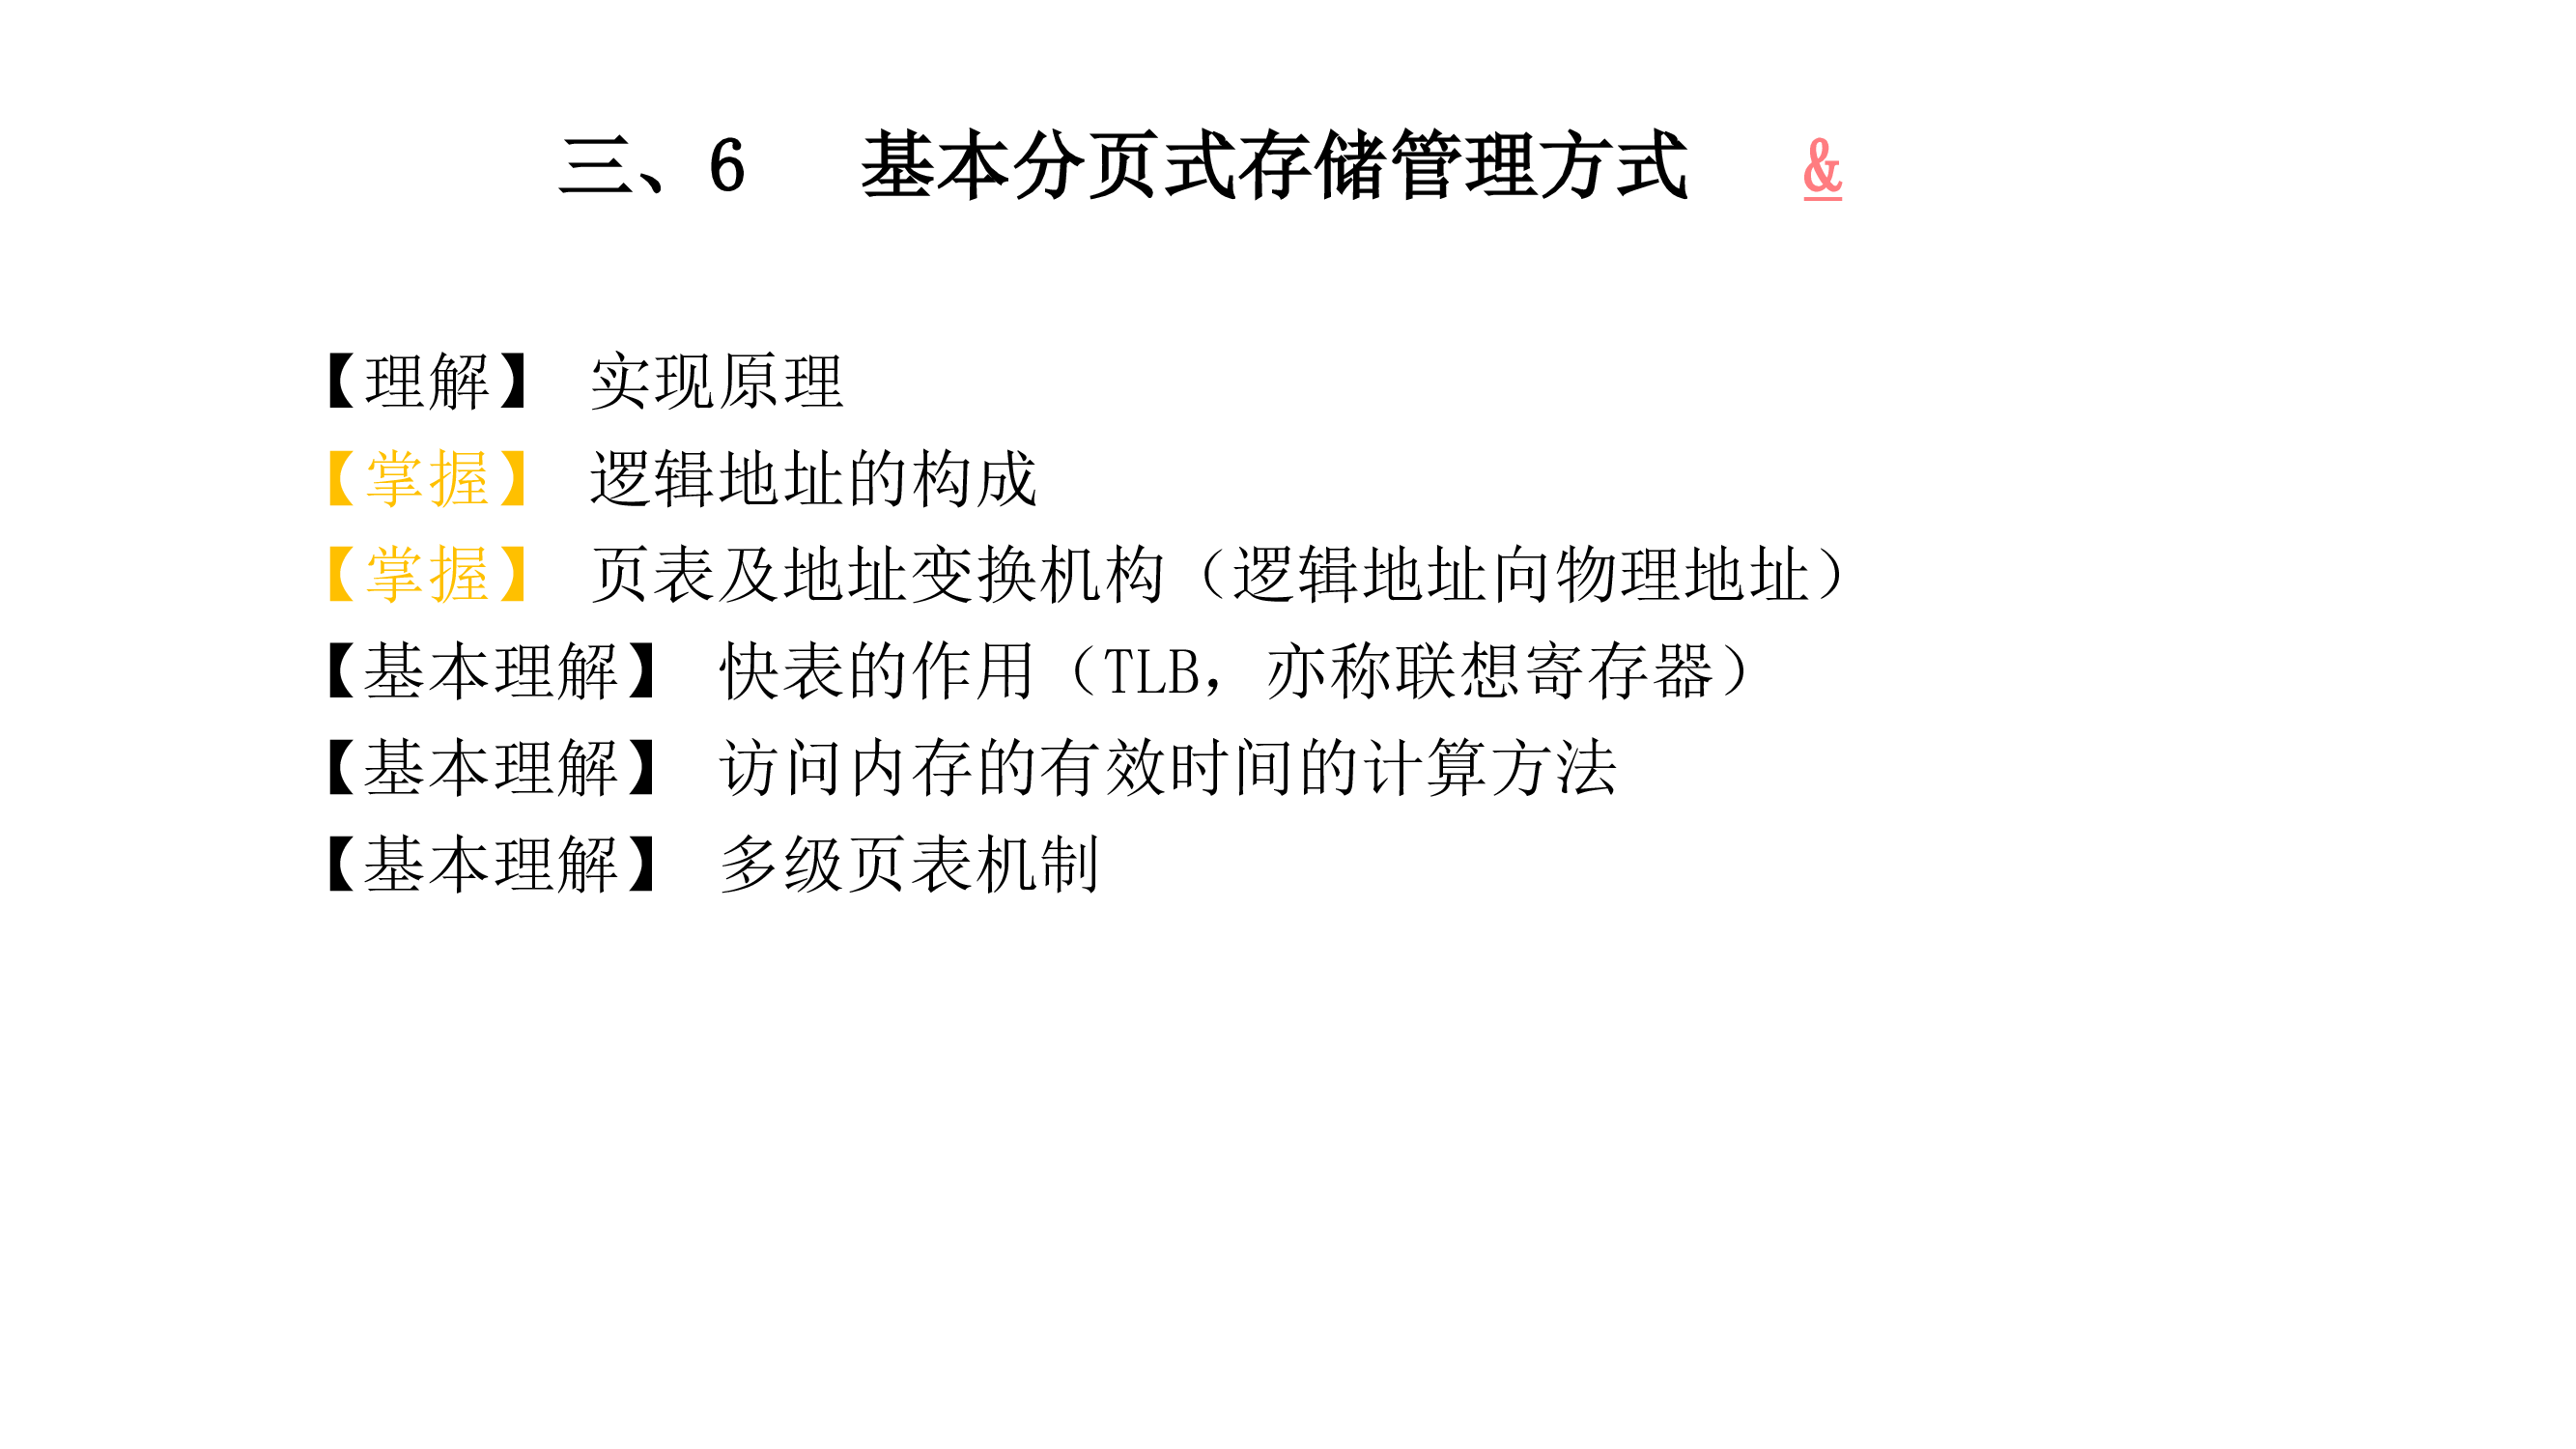 三、6 基本分页式存储管理方式 &
【理解】 实现原理
【掌握】 逻辑地址的构成
【掌握】 页表及地址变换机构（逻辑地址向物理地址）
【基本理解】 快表的作用（TLB，亦称联想寄存器）
【基本理解】 访问内存的有效时间的计算方法
【基本理解】 多级页表机制